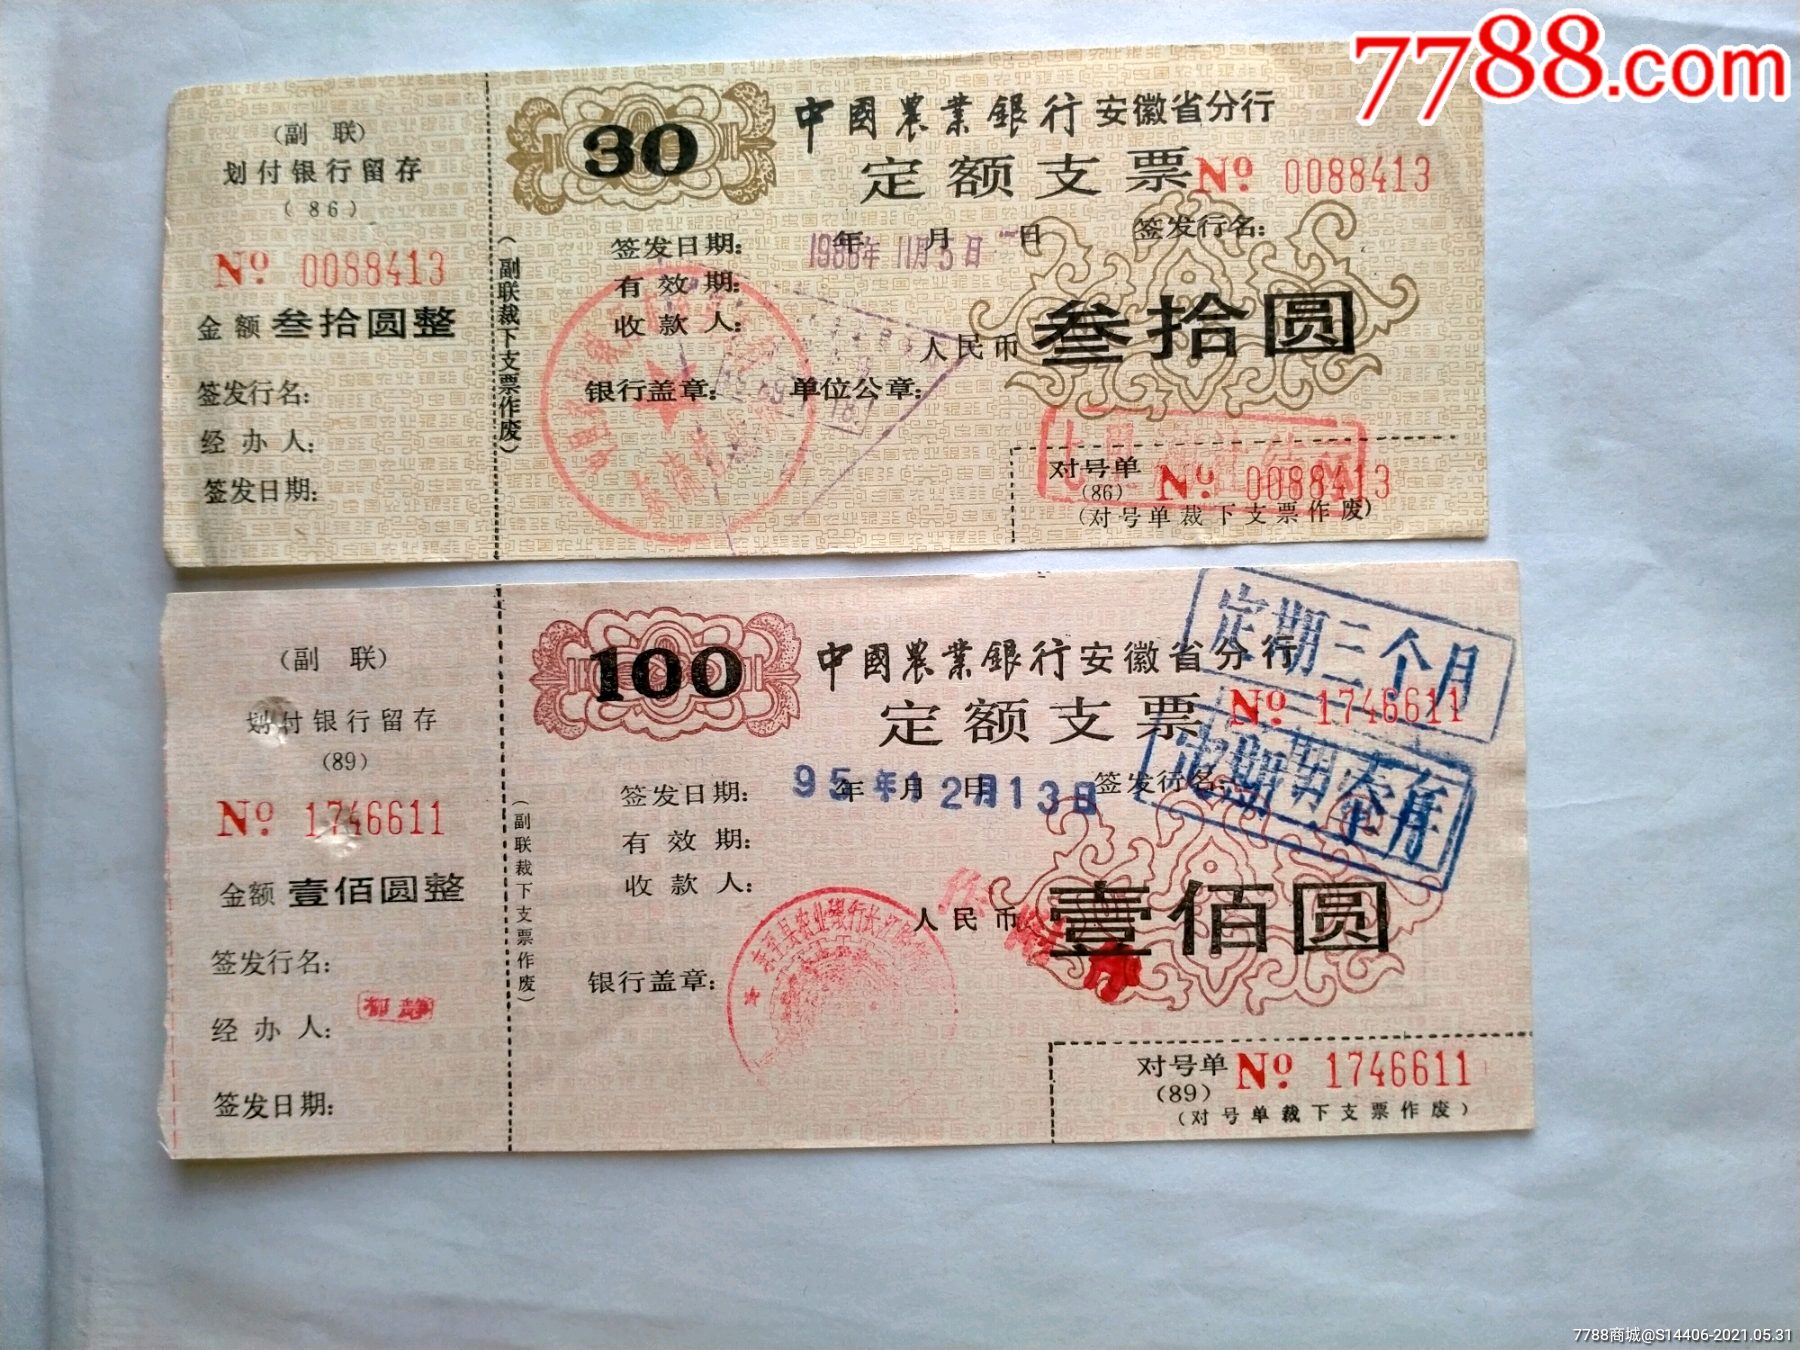 7788.com
(副 联)
划付银行留存
(86)
No 0088413
金额 叁拾圆整
签发行名:
经 办 人:
签发日期:
(副联裁下支票作废)
30
中國農業銀行安徽省分行
定额支票 No 0088413
签发日期: 年 月 日
1988年 11月5日
签发行名:
有 效 期:
收 款 人:
人民币 叁拾圆
银行盖章: 单位公章:
对号单 No 0088413
(86)
(对号单裁下支票作废)
(副 联)
划付银行留存
(89)
No 1746611
金额 壹佰圆整
签发行名:
经 办 人:
签发日期:
(副联裁下支票作废)
100
中國農業銀行安徽省分行
定期三个月
定额支票 No 1746611
签发日期: 年 月 日
95年12月13日
签发行名:
有 效 期:
收 款 人:
人民币 壹佰圆
银行盖章:
对号单 No 1746611
(89)
(对号单裁下支票作废)
7788商城@S14406-2021.05.31